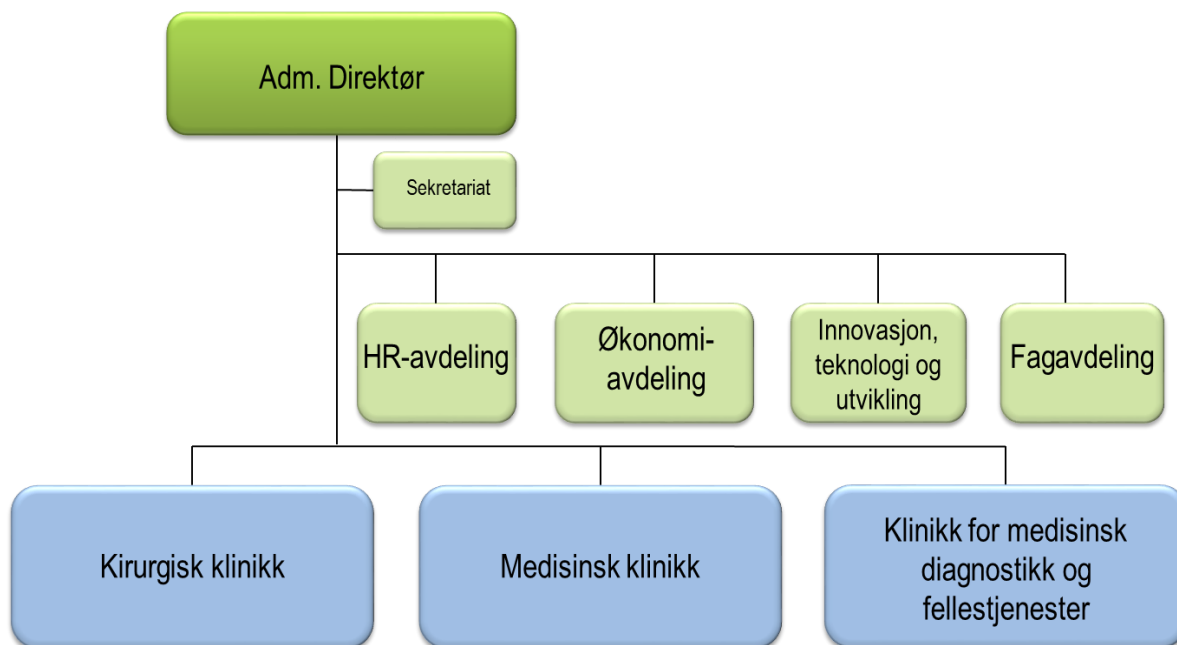 Adm. Direktør
Sekretariat
HR-avdeling
Økonomi-
avdeling
Innovasjon,
teknologi og
utvikling
Fagavdeling
Kirurgisk klinikk
Medisinsk klinikk
Klinikk for medisinsk
diagnostikk og
fellestjenester